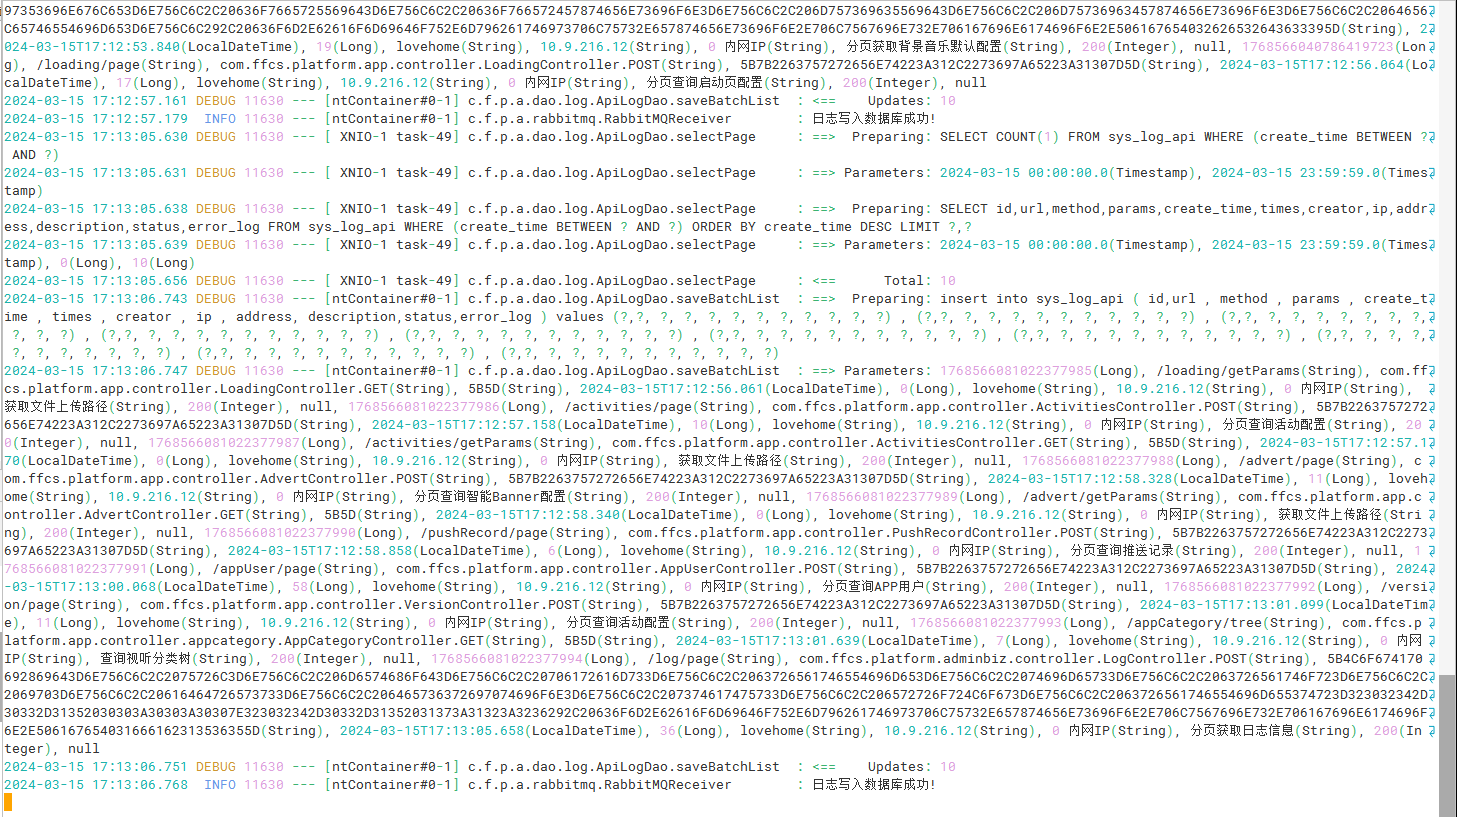 97353696E676C653D6E756C6C2C20636F7665725569643D6E756C6C2C20636F766572457874656E73696F6E3D6E756C6C2C206D757369635569643D6E756C6C2C206D75736963457874656E73696F6E3D6E756C6C2C2064656
C65746554696D653D6E756C6C292C20636F6D2E62616F6D69646F752E6D79626174697370 6C75732E657874656E73696F6E2E706C7567696E732E706167696E6174696F6E2E50616765403262653264363339 5D(String), 2
024-03-15T17:12:53.840(LocalDateTime), 19(Long), lovehome(String), 10.9.216.12(String), 0 内网IP(String), 分页获取背景音乐默认配置(String), 200(Integer), null, 1768566040786419723(Lon
g), /loading/page(String), com.ffcs.platform.app.controller.LoadingController.POST(String), 5B7B2263757272656E74223A312C2273697A65223A31307D5D(String), 2024-03-15T17:12:56.064(Lo
calDateTime), 17(Long), lovehome(String), 10.9.216.12(String), 0 内网IP(String), 分页查询启动页配置(String), 200(Integer), null
2024-03-15 17:12:57.161 DEBUG 11630 --- [ntContainer#0-1] c.f.p.a.dao.log.ApiLogDao.saveBatchList  : <==    Updates: 10
2024-03-15 17:12:57.179  INFO 11630 --- [ntContainer#0-1] c.f.p.a.rabbitmq.RabbitMQReceiver        : 日志写入数据库成功!
2024-03-15 17:13:05.630 DEBUG 11630 --- [ XNIO-1 task-49] c.f.p.a.dao.log.ApiLogDao.selectPage     : ==>  Preparing: SELECT COUNT(1) FROM sys_log_api WHERE (create_time BETWEEN ?
 AND ?)
2024-03-15 17:13:05.631 DEBUG 11630 --- [ XNIO-1 task-49] c.f.p.a.dao.log.ApiLogDao.selectPage     : ==> Parameters: 2024-03-15 00:00:00.0(Timestamp), 2024-03-15 23:59:59.0(Times
tamp)
2024-03-15 17:13:05.638 DEBUG 11630 --- [ XNIO-1 task-49] c.f.p.a.dao.log.ApiLogDao.selectPage     : ==>  Preparing: SELECT id,url,method,params,create_time,times,creator,ip,addr
ess,description,status,error_log FROM sys_log_api WHERE (create_time BETWEEN ? AND ?) ORDER BY create_time DESC LIMIT ?,?
2024-03-15 17:13:05.639 DEBUG 11630 --- [ XNIO-1 task-49] c.f.p.a.dao.log.ApiLogDao.selectPage     : ==> Parameters: 2024-03-15 00:00:00.0(Timestamp), 2024-03-15 23:59:59.0(Times
tamp), 0(Long), 10(Long)
2024-03-15 17:13:05.656 DEBUG 11630 --- [ XNIO-1 task-49] c.f.p.a.dao.log.ApiLogDao.selectPage     : <==      Total: 10
2024-03-15 17:13:06.743 DEBUG 11630 --- [ntContainer#0-1] c.f.p.a.dao.log.ApiLogDao.saveBatchList  : ==>  Preparing: insert into sys_log_api ( id,url , method , params , create_t
ime , times , creator , ip , address, description,status,error_log ) values (?,?, ?, ?, ?, ?, ?, ?, ?, ?, ?, ?) , (?,?, ?, ?, ?, ?, ?, ?, ?, ?, ?, ?) , (?,?, ?, ?, ?, ?, ?, ?, ?,
 ?, ?, ?) , (?,?, ?, ?, ?, ?, ?, ?, ?, ?, ?, ?) , (?,?, ?, ?, ?, ?, ?, ?, ?, ?, ?, ?) , (?,?, ?, ?, ?, ?, ?, ?, ?, ?, ?, ?) , (?,?, ?, ?, ?, ?, ?, ?, ?, ?, ?, ?) , (?,?, ?, ?, ?,
 ?, ?, ?, ?, ?, ?, ?) , (?,?, ?, ?, ?, ?, ?, ?, ?, ?, ?, ?) , (?,?, ?, ?, ?, ?, ?, ?, ?, ?, ?, ?)
2024-03-15 17:13:06.747 DEBUG 11630 --- [ntContainer#0-1] c.f.p.a.dao.log.ApiLogDao.saveBatchList  : ==> Parameters: 1768566081022377985(Long), /loading/getParams(String), com.ff
cs.platform.app.controller.LoadingController.GET(String), 5B5D(String), 2024-03-15T17:12:56.061(LocalDateTime), 0(Long), lovehome(String), 10.9.216.12(String), 0 内网IP(String),
获取文件上传路径(String), 200(Integer), null, 1768566081022377986(Long), /activities/page(String), com.ffcs.platform.app.controller.ActivitiesController.POST(String), 5B7B2263757272
656E74223A312C2273697A65223A31307D5D(String), 2024-03-15T17:12:57.158(LocalDateTime), 10(Long), lovehome(String), 10.9.216.12(String), 0 内网IP(String), 分页查询活动配置(String), 20
0(Integer), null, 1768566081022377987(Long), /activities/getParams(String), com.ffcs.platform.app.controller.ActivitiesController.GET(String), 5B5D(String), 2024-03-15T17:12:57.1
70(LocalDateTime), 0(Long), lovehome(String), 10.9.216.12(String), 0 内网IP(String), 获取文件上传路径(String), 200(Integer), null, 1768566081022377988(Long), /advert/page(String), c
om.ffcs.platform.app.controller.AdvertController.POST(String), 5B7B2263757272656E74223A312C2273697A65223A31307D5D(String), 2024-03-15T17:12:58.328(LocalDateTime), 11(Long), loveh
ome(String), 10.9.216.12(String), 0 内网IP(String), 分页查询智能Banner配置(String), 200(Integer), null, 1768566081022377989(Long), /advert/getParams(String), com.ffcs.platform.app.c
ontroller.AdvertController.GET(String), 5B5D(String), 2024-03-15T17:12:58.340(LocalDateTime), 0(Long), lovehome(String), 10.9.216.12(String), 0 内网IP(String), 获取文件上传路径(Stri
ng), 200(Integer), null, 1768566081022377990(Long), /pushRecord/page(String), com.ffcs.platform.app.controller.PushRecordController.POST(String), 5B7B2263757272656E74223A312C2273
697A65223A31307D5D(String), 2024-03-15T17:12:58.858(LocalDateTime), 6(Long), lovehome(String), 10.9.216.12(String), 0 内网IP(String), 分页查询推送记录(String), 200(Integer), null, 1
768566081022377991(Long), /appUser/page(String), com.ffcs.platform.app.controller.AppUserController.POST(String), 5B7B2263757272656E74223A312C2273697A65223A31307D5D(String), 2024
-03-15T17:13:00.068(LocalDateTime), 58(Long), lovehome(String), 10.9.216.12(String), 0 内网IP(String), 分页查询APP用户(String), 200(Integer), null, 1768566081022377992(Long), /versi
on/page(String), com.ffcs.platform.app.controller.VersionController.POST(String), 5B7B2263757272656E74223A312C2273697A65223A31307D5D(String), 2024-03-15T17:13:01.099(LocalDateTim
e), 11(Long), lovehome(String), 10.9.216.12(String), 0 内网IP(String), 分页查询活动配置(String), 200(Integer), null, 1768566081022377993(Long), /appCategory/tree(String), com.ffcs.p
latform.app.controller.appcategory.AppCategoryController.GET(String), 5B5D(String), 2024-03-15T17:13:01.639(LocalDateTime), 7(Long), lovehome(String), 10.9.216.12(String), 0 内网
IP(String), 查询视听分类树(String), 200(Integer), null, 1768566081022377994(Long), /log/page(String), com.ffcs.platform.adminbiz.controller.LogController.POST(String), 5B4C6F674170
692869643D6E756C6C2C2075726C3D6E756C6C2C206D6574686F643D6E756C6C2C20706172616D733D6E756C6C2C2063726561746554696D653D6E756C6C2C2074696D65733D6E756C6C2C2063726561746F723D6E756C6C2C
2069703D6E756C6C2C20616464726573733D6E756C6C2C206465736372697074696F6E3D6E756C6C2C207374617475733D6E756C6C2C206572726F724C6F673D6E756C6C2C2063726561746554696D655374723D323032342D
30332D31352030303A30303A30307E323032342D30332D31352031373A31323A3236292C20636F6D2E62616F6D69646F752E6D796261746973706C75732E657874656E73696F6E2E706C7567696E732E706167696E6174696F
6E2E50616765403166616231353635 5D(String), 2024-03-15T17:13:05.658(LocalDateTime), 36(Long), lovehome(String), 10.9.216.12(String), 0 内网IP(String), 分页获取日志信息(String), 200(In
teger), null
2024-03-15 17:13:06.751 DEBUG 11630 --- [ntContainer#0-1] c.f.p.a.dao.log.ApiLogDao.saveBatchList  : <==    Updates: 10
2024-03-15 17:13:06.768  INFO 11630 --- [ntContainer#0-1] c.f.p.a.rabbitmq.RabbitMQReceiver        : 日志写入数据库成功!